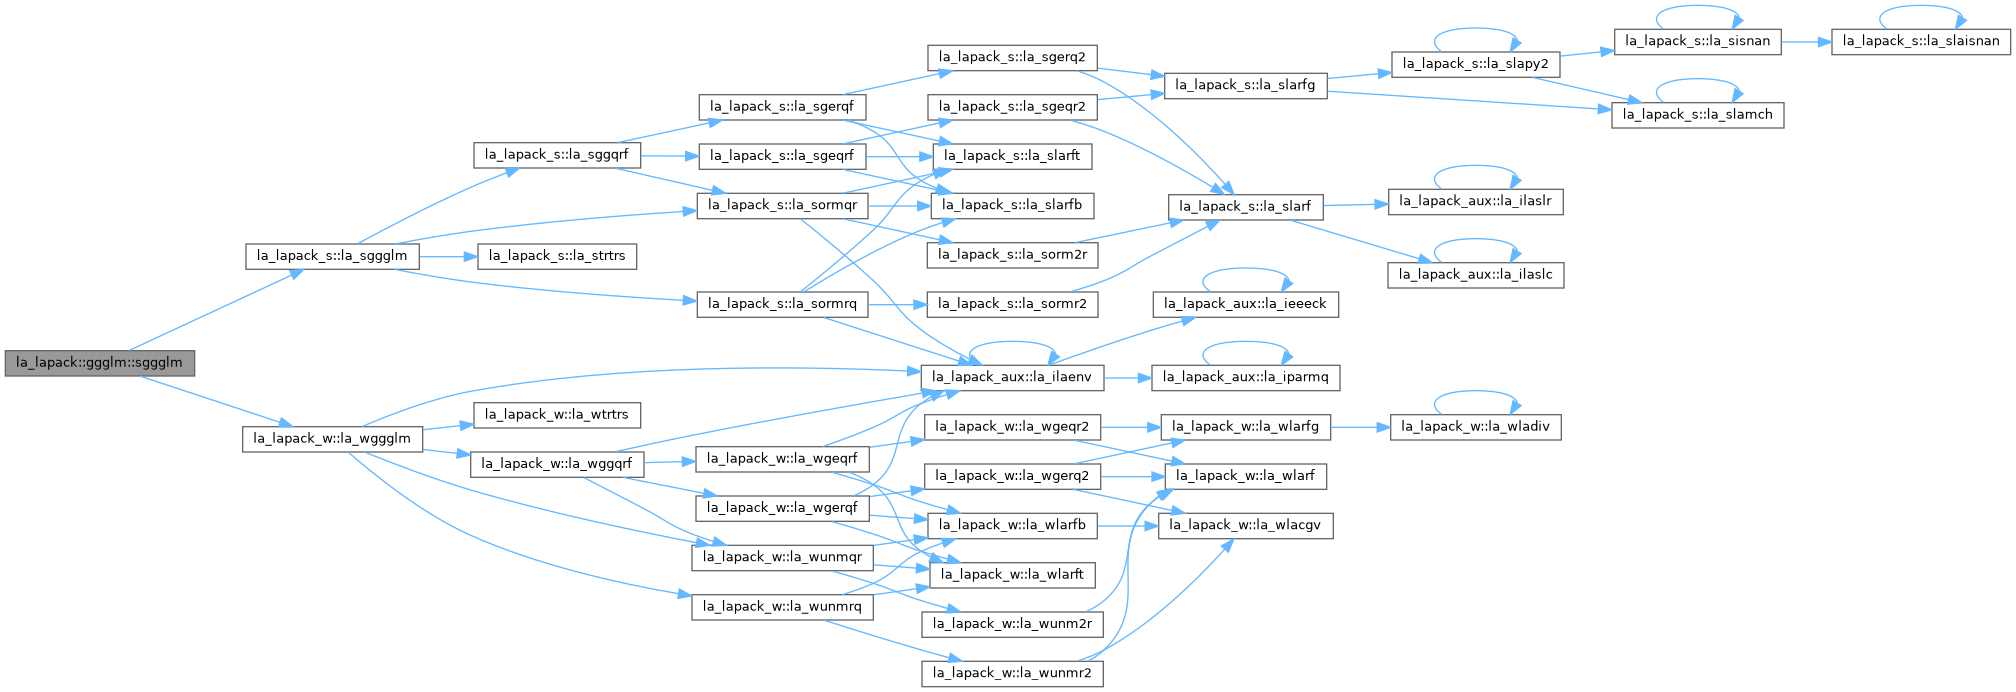 la_lapack::ggglm::sggglm
la_lapack_s::la_sggglm
la_lapack_w::la_wggglm
la_lapack_s::la_sggqrf
la_lapack_s::la_strtrs
la_lapack_w::la_wtrtrs
la_lapack_w::la_wggqrf
la_lapack_s::la_sgerqf
la_lapack_s::la_sgeqrf
la_lapack_s::la_sormqr
la_lapack_s::la_sormrq
la_lapack_w::la_wgeqrf
la_lapack_w::la_wgerqf
la_lapack_w::la_wunmqr
la_lapack_w::la_wunmrq
la_lapack_s::la_sgerq2
la_lapack_s::la_sgeqr2
la_lapack_s::la_slarft
la_lapack_s::la_slarfb
la_lapack_s::la_sorm2r
la_lapack_s::la_sormr2
la_lapack_aux::la_ilaenv
la_lapack_w::la_wgeqr2
la_lapack_w::la_wgerq2
la_lapack_w::la_wlarfb
la_lapack_w::la_wlarft
la_lapack_w::la_wunm2r
la_lapack_w::la_wunmr2
la_lapack_s::la_slarfg
la_lapack_s::la_slarf
la_lapack_aux::la_ieeeck
la_lapack_aux::la_iparmq
la_lapack_w::la_wlarfg
la_lapack_w::la_wlarf
la_lapack_w::la_wlacgv
la_lapack_s::la_slapy2
la_lapack_aux::la_ilaslr
la_lapack_aux::la_ilaslc
la_lapack_w::la_wladiv
la_lapack_s::la_sisnan
la_lapack_s::la_slamch
la_lapack_s::la_slaisnan